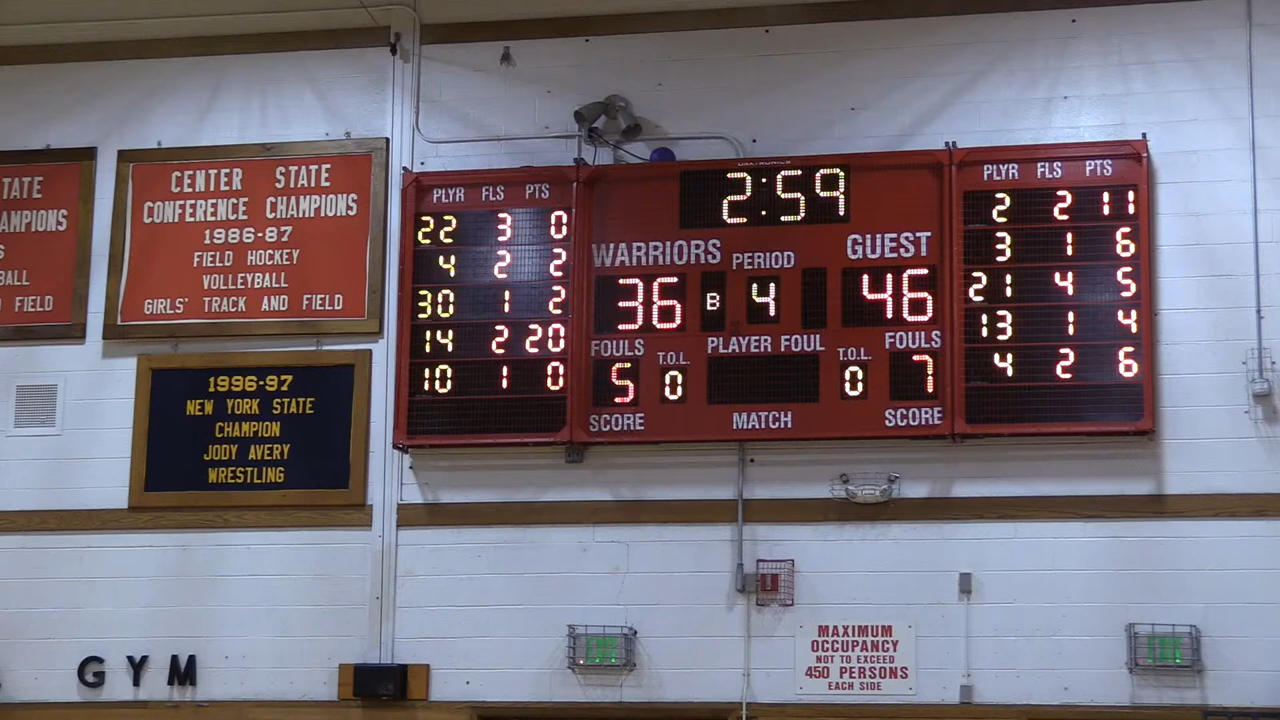 TATE
AMPIONS
S
BALL
D FIELD
CENTER STATE
CONFERENCE CHAMPIONS
1986-87
FIELD HOCKEY
VOLLEYBALL
GIRLS' TRACK AND FIELD
1996-97
NEW YORK STATE
CHAMPION
JODY AVERY
WRESTLING
GYM
PLYR FLS PTS
22 3 0
4 2 2
30 1 2
14 2 20
10 1 0
DAKTRONICS
2:59
WARRIORS PERIOD GUEST
36 B 4 46
FOULS T.O.L. PLAYER FOUL T.O.L. FOULS
5 0 0 7
SCORE MATCH SCORE
PLYR FLS PTS
2 2 11
3 1 6
21 4 5
13 1 4
4 2 6
MAXIMUM
OCCUPANCY
NOT TO EXCEED
450 PERSONS
EACH SIDE